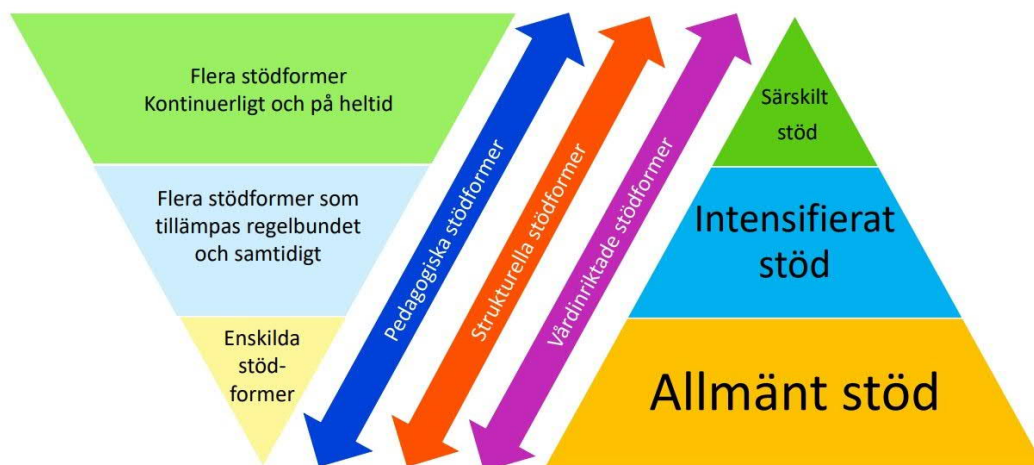 Flera stödformer
Kontinuerligt och på heltid
Flera stödformer som
tillämpas regelbundet
och samtidigt
Enskilda
stöd-
former
Pedagogiska stödformer
Strukturella stödformer
Vårdinriktade stödformer
Särskilt
stöd
Intensifierat
stöd
Allmänt stöd